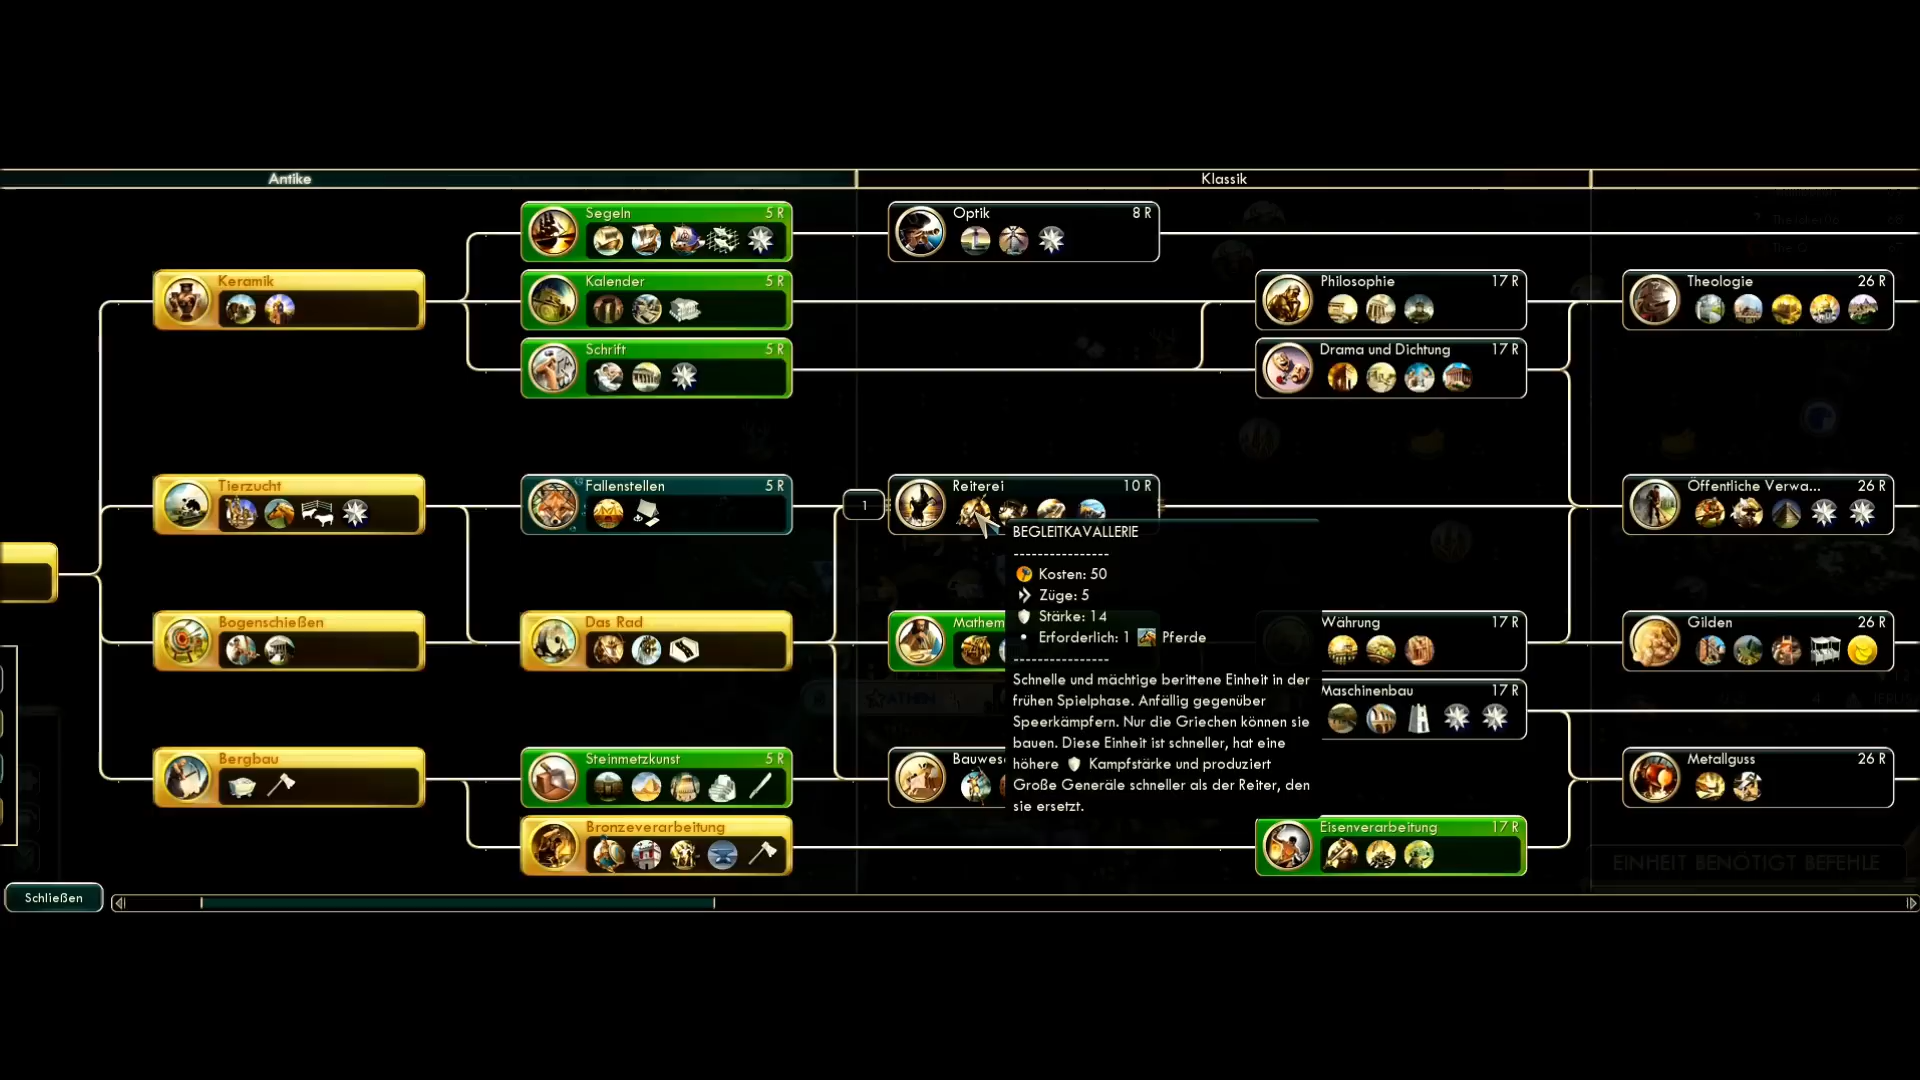 Antike
Klassik
Segeln 5 R
Optik 8 R
Keramik
Kalender 5 R
Philosophie 17 R
Theologie 26 R
Schrift 5 R
Drama und Dichtung 17 R
Tierzucht
Fallenstellen 5 R
1
Reiterei 10 R
Öffentliche Verwa... 26 R
BEGLEITKAVALLERIE
----------------
Kosten: 50
Züge: 5
Stärke: 14
Erforderlich: 1 Pferde
----------------
Schnelle und mächtige berittene Einheit in der
frühen Spielphase. Anfällig gegenüber
Speerkämpfern. Nur die Griechen können sie
bauen. Diese Einheit ist schneller, hat eine
höhere Kampfstärke und produziert
Große Generäle schneller als der Reiter, den
sie ersetzt.
Bogenschießen
Das Rad
Mathem
Währung 17 R
Gilden 26 R
Maschinenbau 17 R
ATHEN
Bergbau
Steinmetzkunst 5 R
Bauwes
Metallguss 26 R
Bronzeverarbeitung
Eisenverarbeitung 17 R
EINHEIT BENÖTIGT BEFEHLE
Schließen